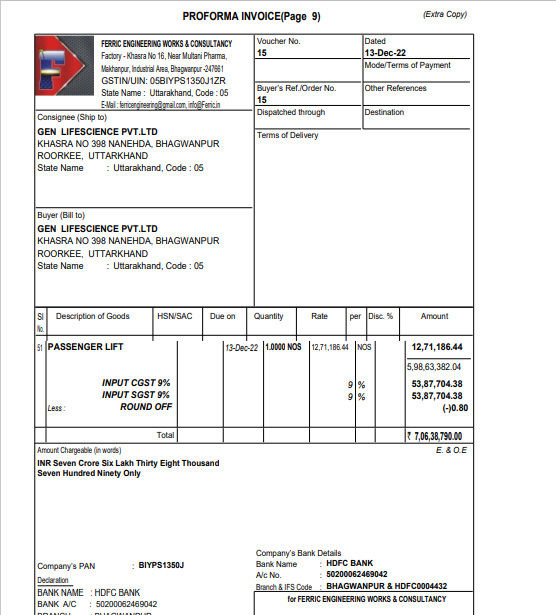 PROFORMA INVOICE(Page 9)
(Extra Copy)
FERRIC ENGINEERING WORKS & CONSULTANCY
Factory - Khasra No 16, Near Multani Pharma,
Makhanpur, Industrial Area, Bhagwanpur -247661
GSTIN/UIN: 05BIYPS1350J1ZR
State Name : Uttarakhand, Code : 05
E-Mail : ferricengineering@gmail.com, info@Ferric.in
Voucher No.
15
Dated
13-Dec-22
Mode/Terms of Payment
Buyer's Ref./Order No.
15
Other References
Dispatched through
Destination
Terms of Delivery
Consignee (Ship to)
GEN LIFESCIENCE PVT.LTD
KHASRA NO 398 NANEHDA, BHAGWANPUR
ROORKEE, UTTARKHAND
State Name : Uttarakhand, Code : 05
Buyer (Bill to)
GEN LIFESCIENCE PVT.LTD
KHASRA NO 398 NANEHDA, BHAGWANPUR
ROORKEE, UTTARKHAND
State Name : Uttarakhand, Code : 05
Sl No. Description of Goods HSN/SAC Due on Quantity Rate per Disc. % Amount
51 PASSENGER LIFT 13-Dec-22 1.0000 NOS 12,71,186.44 NOS 12,71,186.44
5,98,63,382.04
INPUT CGST 9% 9 % 53,87,704.38
INPUT SGST 9% 9 % 53,87,704.38
Less : ROUND OFF (-)0.80
Total ₹ 7,06,38,790.00
Amount Chargeable (in words) E. & O.E
INR Seven Crore Six Lakh Thirty Eight Thousand
Seven Hundred Ninety Only
Company's PAN : BIYPS1350J
Declaration
BANK NAME : HDFC BANK
BANK A/C : 50200062469042
Company's Bank Details
Bank Name : HDFC BANK
A/c No. : 50200062469042
Branch & IFS Code : BHAGWANPUR & HDFC0004432
for FERRIC ENGINEERING WORKS & CONSULTANCY